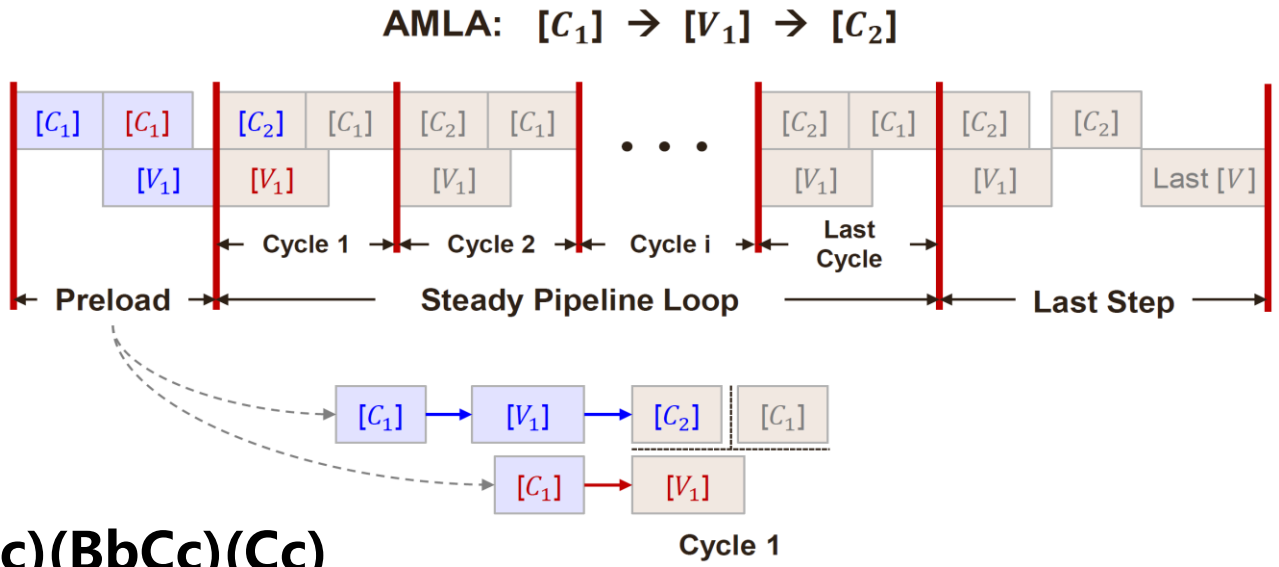 AMLA: [C₁] → [V₁] → [C₂]
[C₁] [C₁] [C₂] [C₁] [C₂] [C₁] • • • [C₂] [C₁] [C₂] [C₂]
[V₁] [V₁] [V₁] [V₁] [V₁] Last [V]
Cycle 1 Cycle 2 Cycle i Last
Cycle
Preload Steady Pipeline Loop Last Step
[C₁] [V₁] [C₂] [C₁]
[C₁] [V₁]
Cycle 1
c)(BbCc)(Cc)